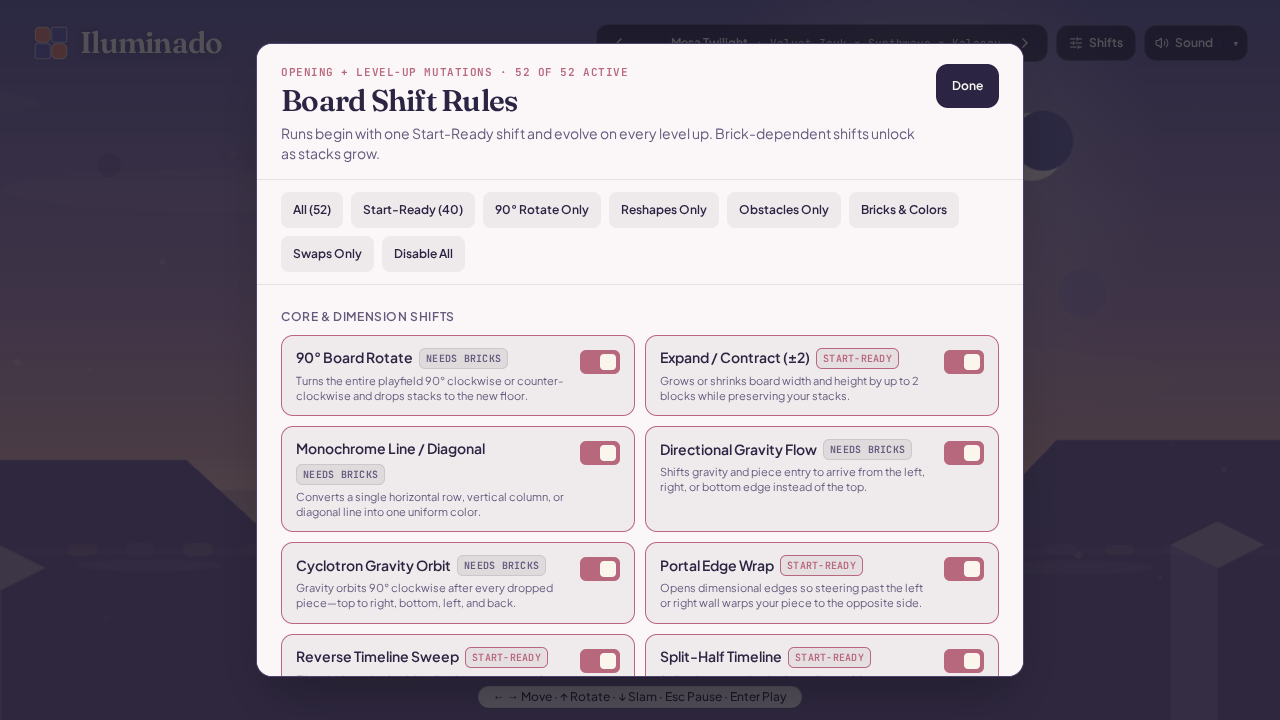 Iluminado
Mesa Twilight · Velvet Zouk × Synthwave × Kalacay
Shifts
Sound
OPENING + LEVEL-UP MUTATIONS · 52 OF 52 ACTIVE
Board Shift Rules
Done
Runs begin with one Start-Ready shift and evolve on every level up. Brick-dependent shifts unlock
as stacks grow.
All (52)
Start-Ready (40)
90° Rotate Only
Reshapes Only
Obstacles Only
Bricks & Colors
Swaps Only
Disable All
CORE & DIMENSION SHIFTS
90° Board Rotate NEEDS BRICKS
Turns the entire playfield 90° clockwise or counter-
clockwise and drops stacks to the new floor.
Expand / Contract (±2) START-READY
Grows or shrinks board width and height by up to 2
blocks while preserving your stacks.
Monochrome Line / Diagonal
NEEDS BRICKS
Converts a single horizontal row, vertical column, or
diagonal line into one uniform color.
Directional Gravity Flow NEEDS BRICKS
Shifts gravity and piece entry to arrive from the left,
right, or bottom edge instead of the top.
Cyclotron Gravity Orbit NEEDS BRICKS
Gravity orbits 90° clockwise after every dropped
piece—top to right, bottom, left, and back.
Portal Edge Wrap START-READY
Opens dimensional edges so steering past the left
or right wall warps your piece to the opposite side.
Reverse Timeline Sweep START-READY
Split-Half Timeline START-READY
← → Move · ↑ Rotate · ↓ Slam · Esc Pause · Enter Play